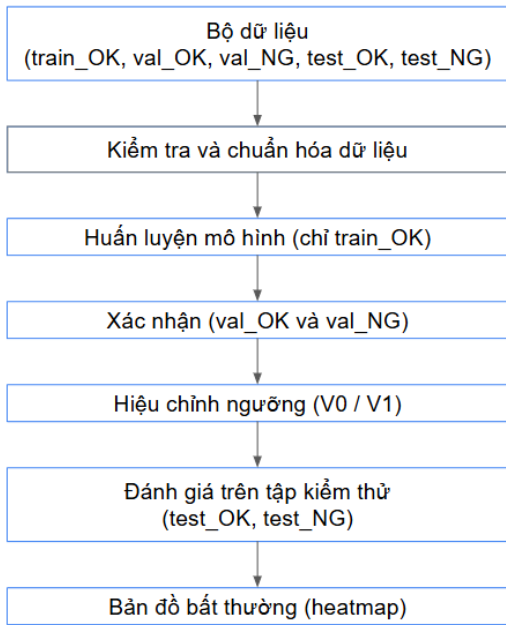 Bộ dữ liệu
(train_OK, val_OK, val_NG, test_OK, test_NG)
Kiểm tra và chuẩn hóa dữ liệu
Huấn luyện mô hình (chỉ train_OK)
Xác nhận (val_OK và val_NG)
Hiệu chỉnh ngưỡng (V0 / V1)
Đánh giá trên tập kiểm thử
(test_OK, test_NG)
Bản đồ bất thường (heatmap)